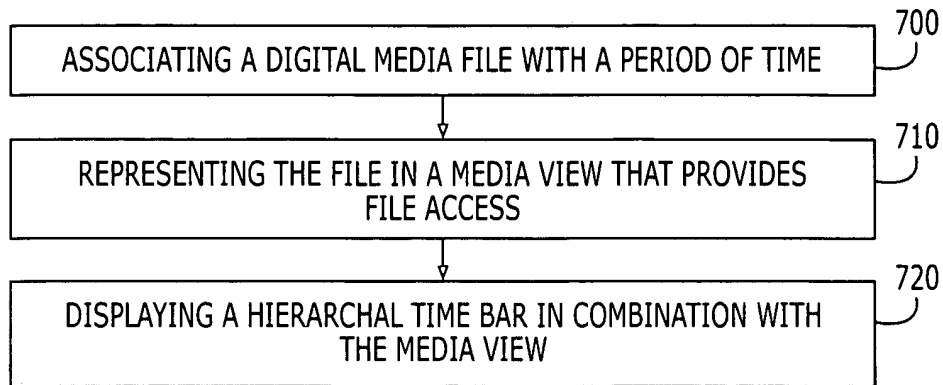 700
ASSOCIATING A DIGITAL MEDIA FILE WITH A PERIOD OF TIME
710
REPRESENTING THE FILE IN A MEDIA VIEW THAT PROVIDES
FILE ACCESS
720
DISPLAYING A HIERARCHAL TIME BAR IN COMBINATION WITH
THE MEDIA VIEW